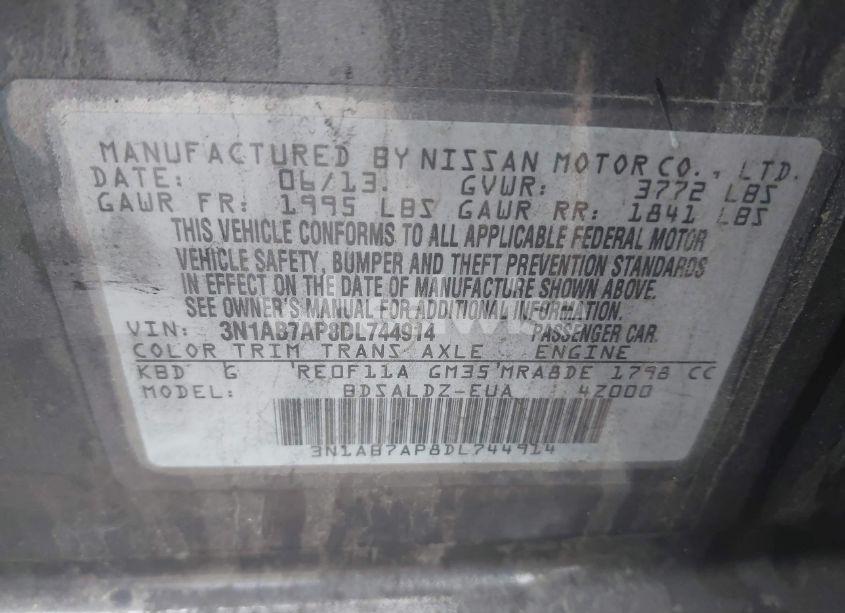 MANUFACTURED BY NISSAN MOTOR CO., LTD.
DATE: 06/13. GVWR: 3772 LBS
GAWR FR: 1995 LBS GAWR RR: 1841 LBS
THIS VEHICLE CONFORMS TO ALL APPLICABLE FEDERAL MOTOR
VEHICLE SAFETY, BUMPER AND THEFT PREVENTION STANDARDS
IN EFFECT ON THE DATE OF MANUFACTURE SHOWN ABOVE.
SEE OWNER'S MANUAL FOR ADDITIONAL INFORMATION.
VIN: 3N1AB7AP8DL744914 PASSENGER CAR
COLOR TRIM TRANS AXLE ENGINE
KBD G RE0F11A GM35 MRA8DE 1798 CC
MODEL: BDSALDZ-EUA 42000
3N1AB7AP8DL744914